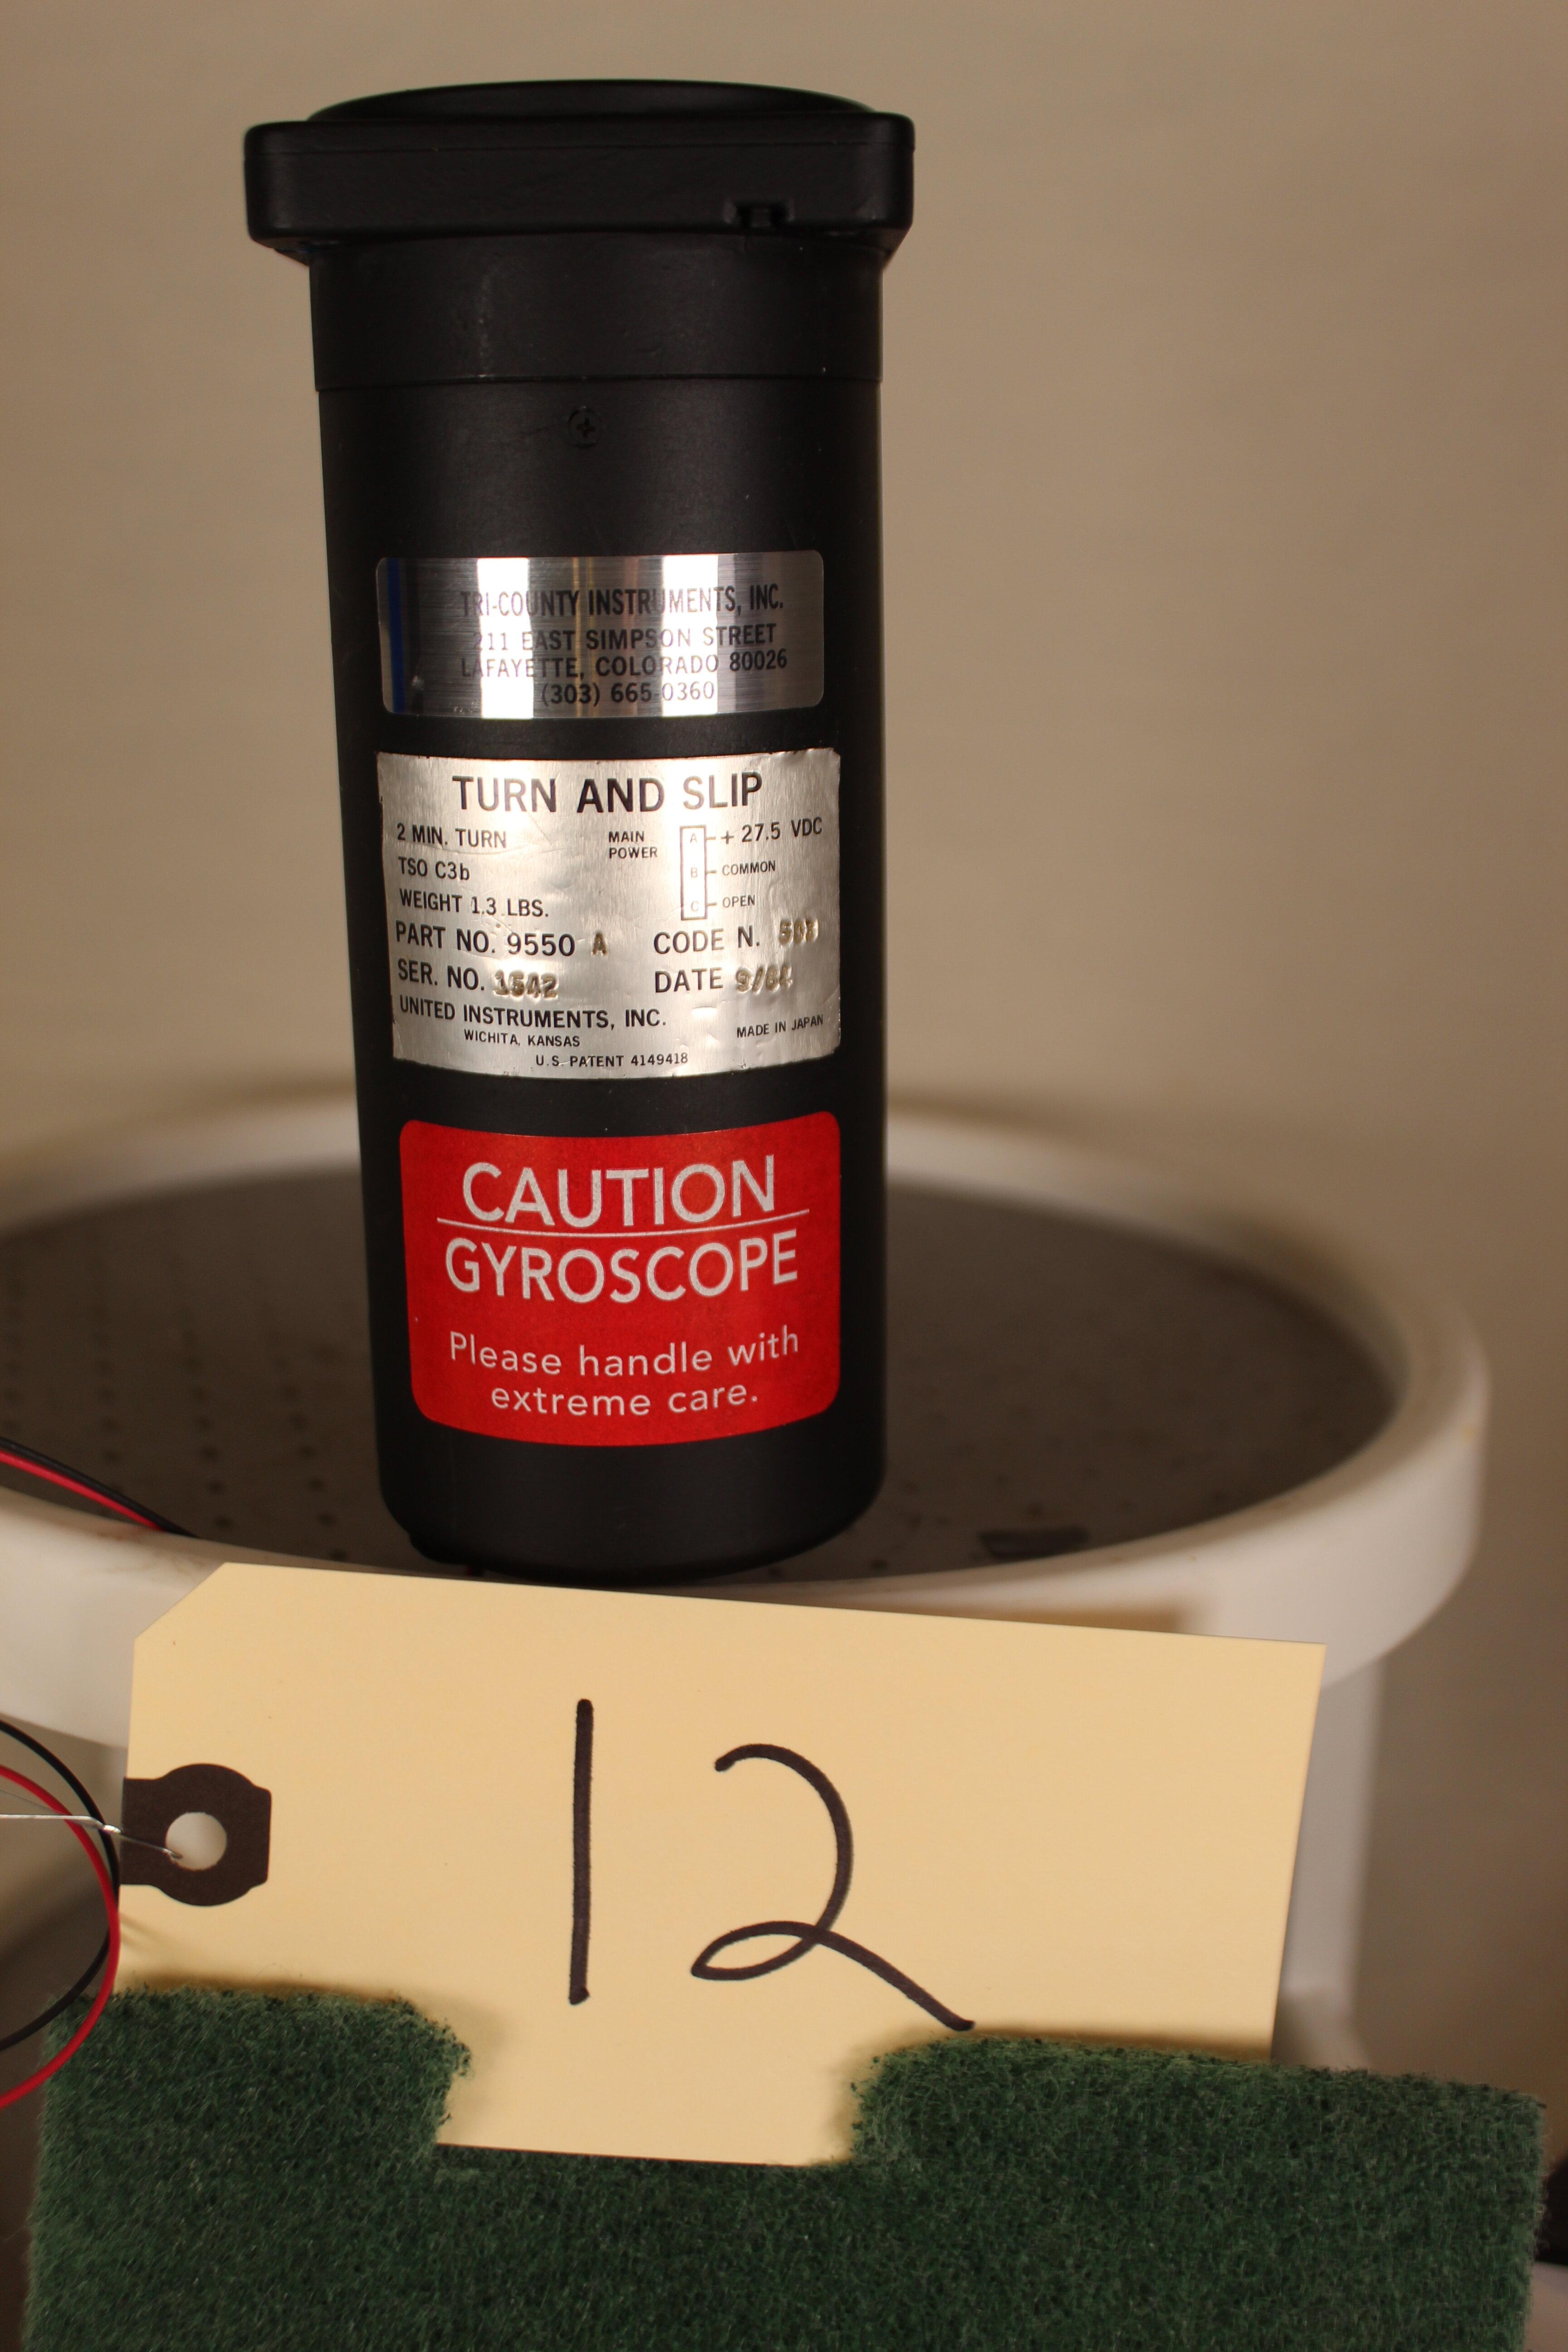 TRI-COUNTY INSTRUMENTS, INC.
211 EAST SIMPSON STREET
LAFAYETTE, COLORADO 80026
(303) 665-0360
TURN AND SLIP
2 MIN. TURN
MAIN POWER
A + 27.5 VDC
TSO C3b
B COMMON
WEIGHT 1.3 LBS.
C OPEN
PART NO. 9550 A
CODE N.
SER. NO. 1542
DATE
UNITED INSTRUMENTS, INC.
WICHITA, KANSAS
MADE IN JAPAN
U.S. PATENT 4149418
CAUTION
GYROSCOPE
Please handle with
extreme care.
12